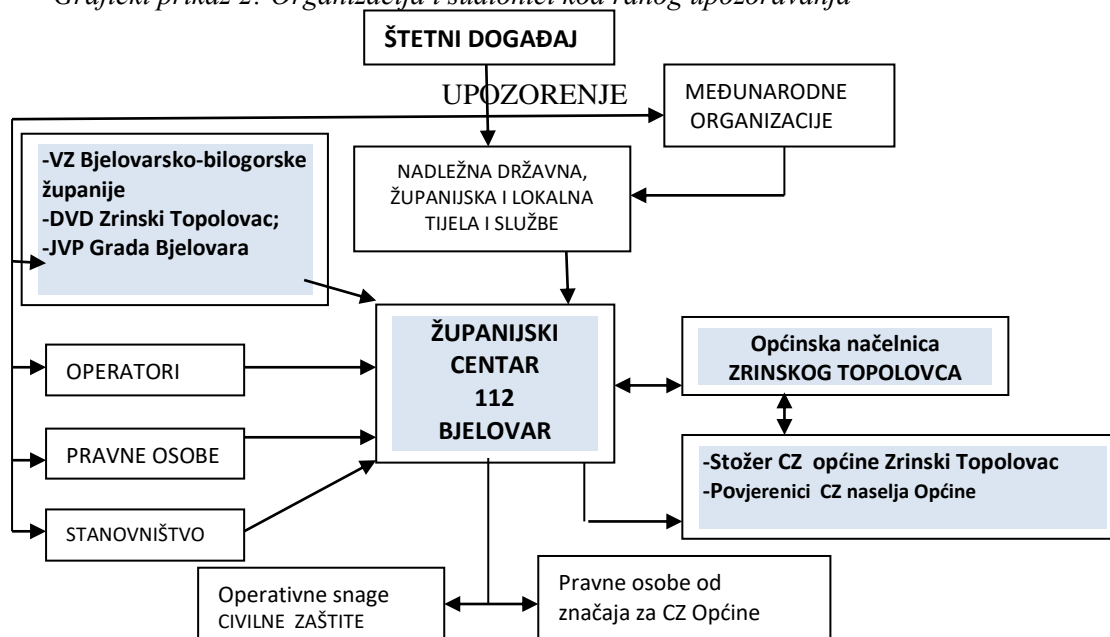 Grafički prikaz 2: Organizacija i sudionici kod ranog upozoravanja
ŠTETNI DOGAĐAJ
UPOZORENJE
MEĐUNARODNE
ORGANIZACIJE
-VZ Bjelovarsko-bilogorske
županije
-DVD Zrinski Topolovac;
-JVP Grada Bjelovara
NADLEŽNA DRŽAVNA,
ŽUPANIJSKA I LOKALNA
TIJELA I SLUŽBE
ŽUPANIJSKI
CENTAR
112
BJELOVAR
OPERATORI
Općinska načelnica
ZRINSKOG TOPOLOVCA
PRAVNE OSOBE
-Stožer CZ općine Zrinski Topolovac
-Povjerenici CZ naselja Općine
STANOVNIŠTVO
Operativne snage
CIVILNE ZAŠTITE
Pravne osobe od
značaja za CZ Općine